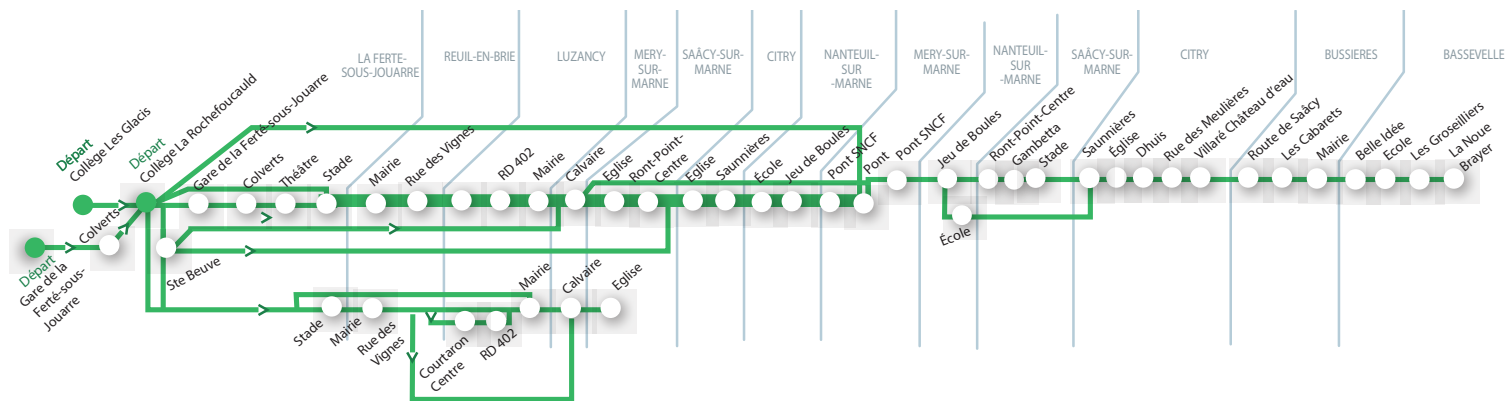 LA FERTE-
SOUS-JOUARRE
REUIL-EN-BRIE
LUZANCY
MERY-
SUR-
MARNE
SAÂCY-SUR-
MARNE
CITRY
NANTEUIL-
SUR
-MARNE
MERY-SUR-
MARNE
NANTEUIL-
SUR
-MARNE
SAÂCY-SUR-
MARNE
CITRY
BUSSIERES
BASSEVELLE
Départ
Collège Les Glacis
Départ
Collège La Rochefoucauld
Gare de la Ferté-sous-Jouarre
Colverts
Théâtre
Stade
Mairie
Rue des Vignes
RD 402
Mairie
Calvaire
Eglise
Ront-Point-
Centre
Eglise
Saunnières
École
Jeu de Boules
Pont SNCF
Pont
Pont SNCF
Jeu de Boules
Ront-Point-Centre
Gambetta
Stade
Saunnières
Église
Dhuis
Rue des Meulières
Villaré Château d'eau
Route de Saâcy
Les Cabarets
Mairie
Belle Idée
Ecole
Les Groseilliers
La Noue
Brayer
École
Départ
Gare de la
Ferté-sous-
Jouarre
Colverts
Ste Beuve
Stade
Mairie
Rue des
Vignes
Courtaron
Centre
RD 402
Mairie
Calvaire
Eglise